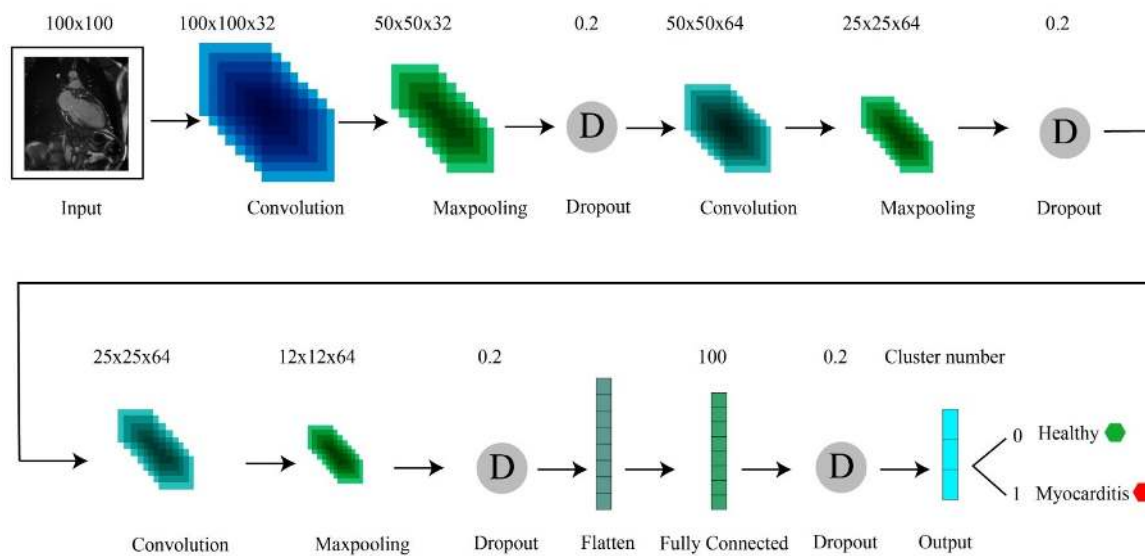 100x100 100x100x32 50x50x32 0.2 50x50x64 25x25x64 0.2
D D
Input Convolution Maxpooling Dropout Convolution Maxpooling Dropout
25x25x64 12x12x64 0.2 100 0.2 Cluster number
0 Healthy
D D
1 Myocarditis
Convolution Maxpooling Dropout Flatten Fully Connected Dropout Output